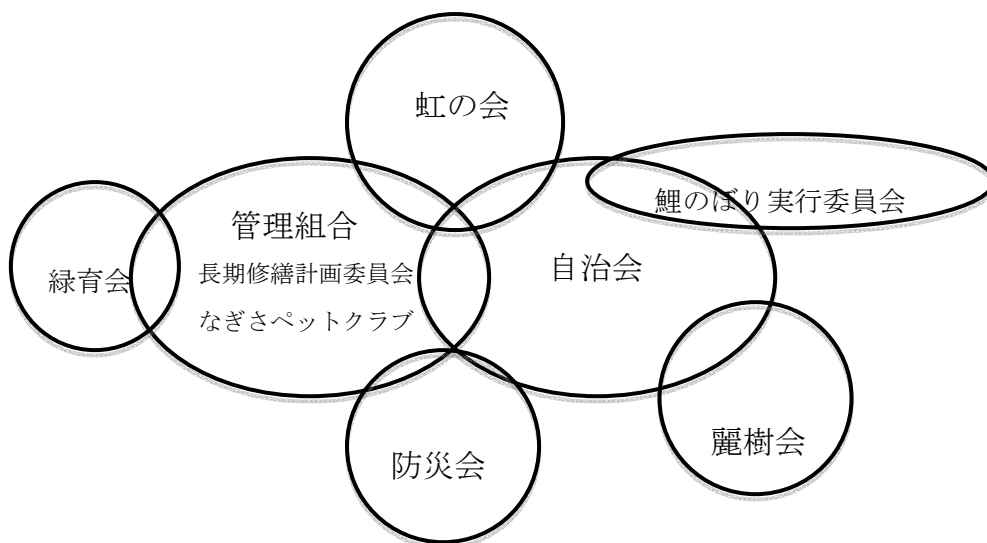 虹の会
鯉のぼり実行委員会
管理組合
長期修繕計画委員会
なぎさペットクラブ
自治会
緑育会
防災会
麗樹会